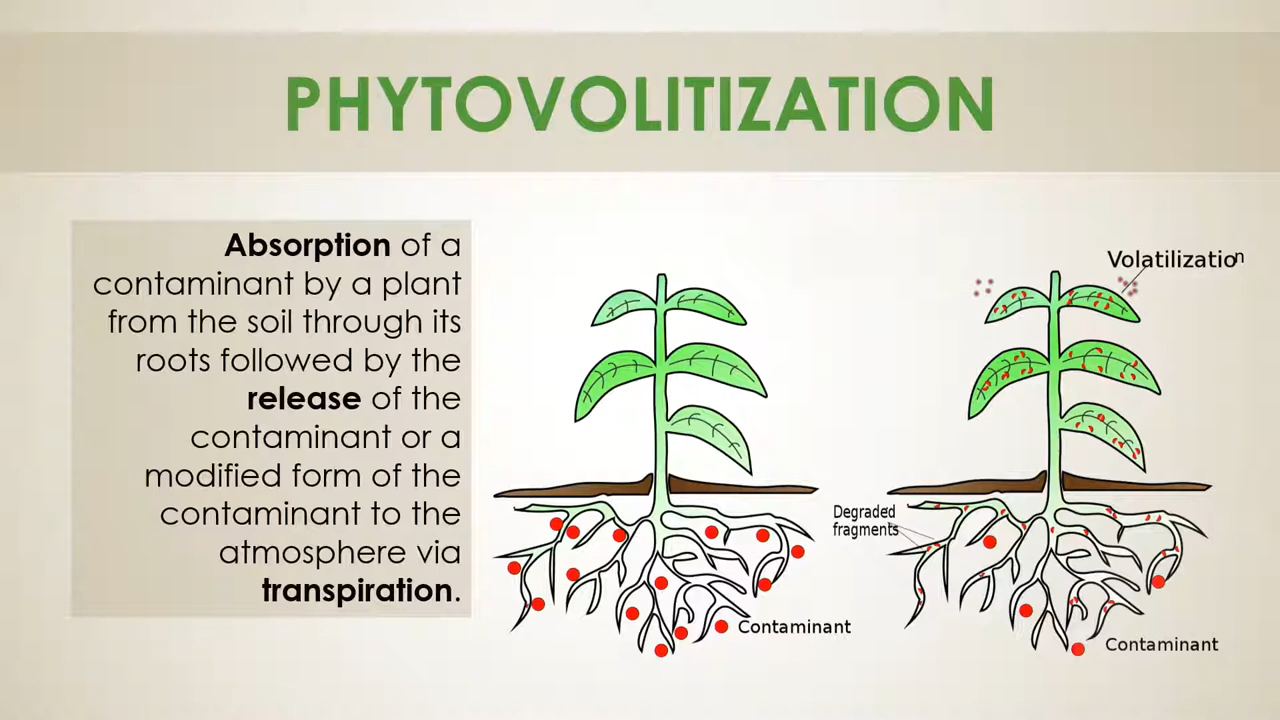 PHYTOVOLITIZATION
Absorption of a
contaminant by a plant
from the soil through its
roots followed by the
release of the
contaminant or a
modified form of the
contaminant to the
atmosphere via
transpiration.
Contaminant
Volatilization
Degraded
fragments
Contaminant